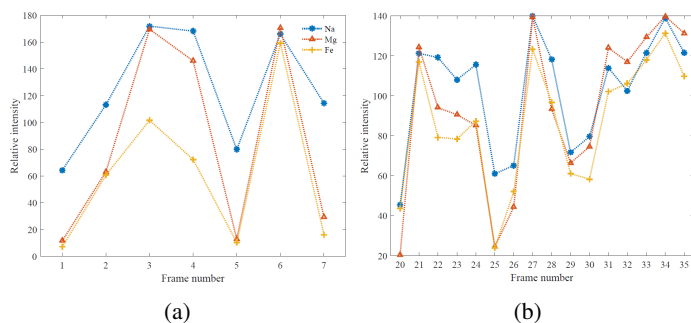 180
160
140
120
100
80
60
40
20
0
Relative intensity
1 2 3 4 5 6 7
Frame number
Na
Mg
Fe
(a)
140
120
100
80
60
40
20
Relative intensity
20 21 22 23 24 25 26 27 28 29 30 31 32 33 34 35
Frame number
(b)